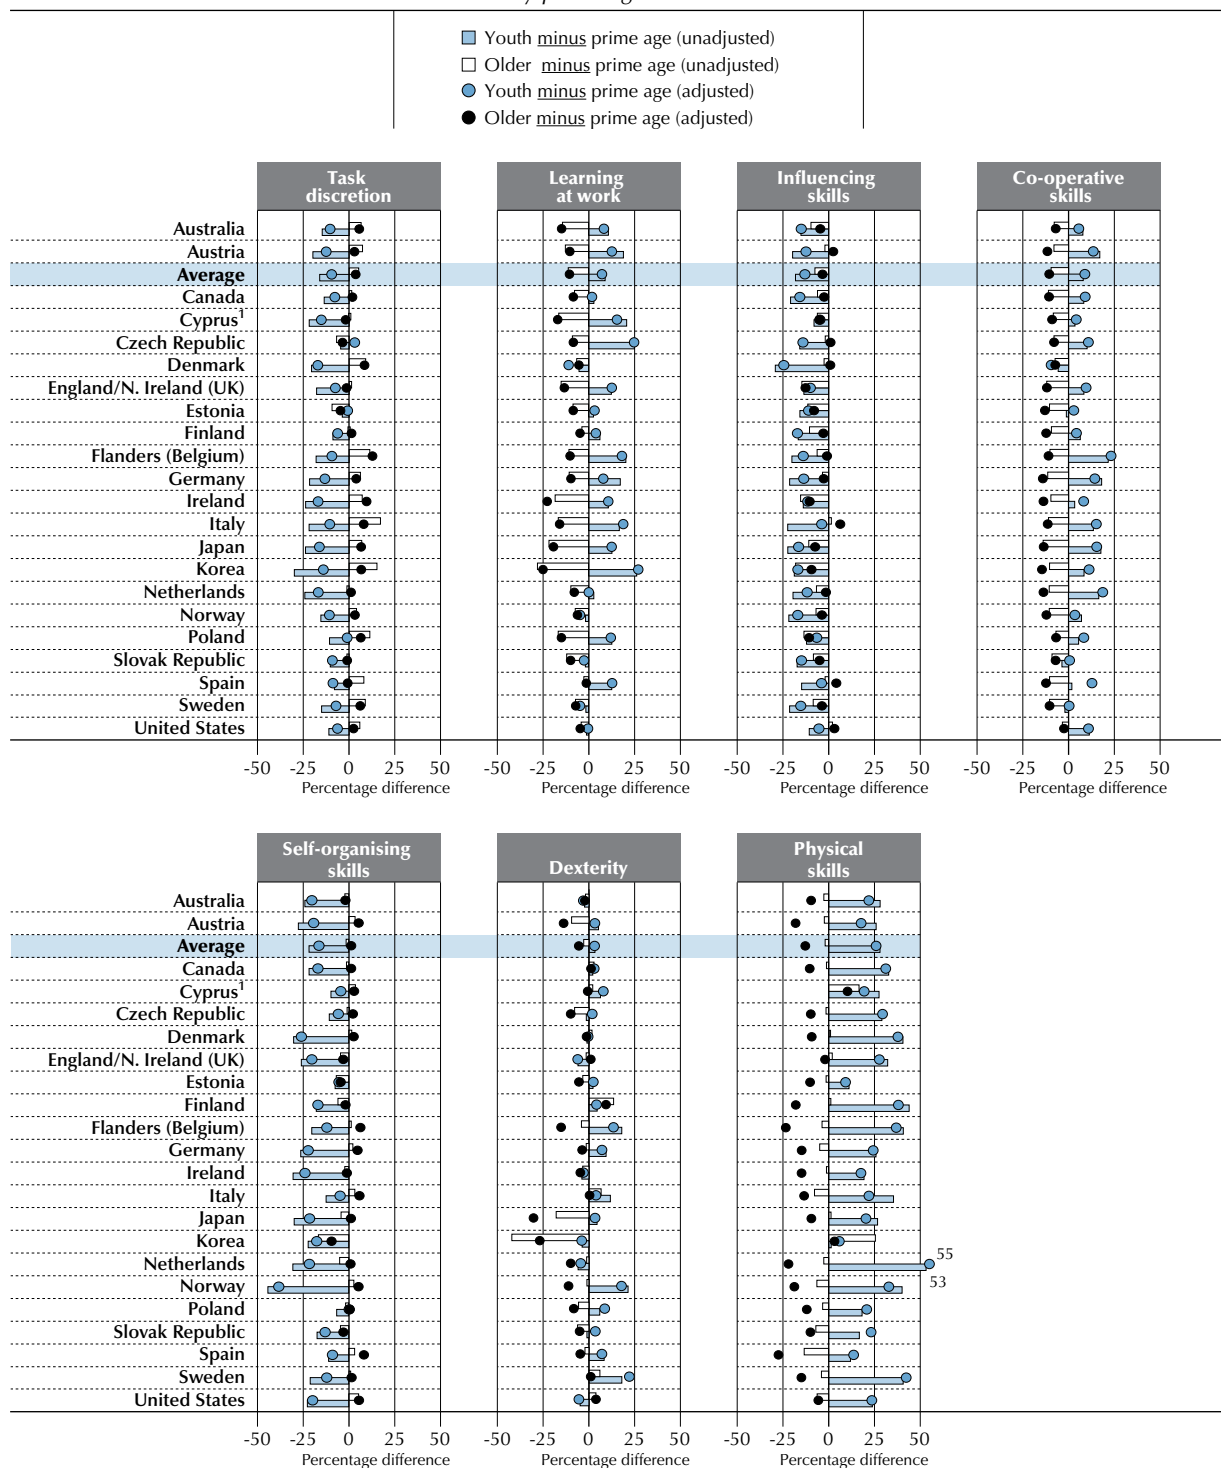 Youth minus prime age (unadjusted)
Older minus prime age (unadjusted)
Youth minus prime age (adjusted)
Older minus prime age (adjusted)
Task discretion
Learning at work
Influencing skills
Co-operative skills
Australia
Austria
Average
Canada
Cyprus1
Czech Republic
Denmark
England/N. Ireland (UK)
Estonia
Finland
Flanders (Belgium)
Germany
Ireland
Italy
Japan
Korea
Netherlands
Norway
Poland
Slovak Republic
Spain
Sweden
United States
-50 -25 0 25 50 -50 -25 0 25 50 -50 -25 0 25 50 -50 -25 0 25 50
Percentage difference Percentage difference Percentage difference Percentage difference
Self-organising skills
Dexterity
Physical skills
Australia
Austria
Average
Canada
Cyprus1
Czech Republic
Denmark
England/N. Ireland (UK)
Estonia
Finland
Flanders (Belgium)
Germany
Ireland
Italy
Japan
Korea
Netherlands
55
Norway
53
Poland
Slovak Republic
Spain
Sweden
United States
-50 -25 0 25 50 -50 -25 0 25 50 -50 -25 0 25 50
Percentage difference Percentage difference Percentage difference